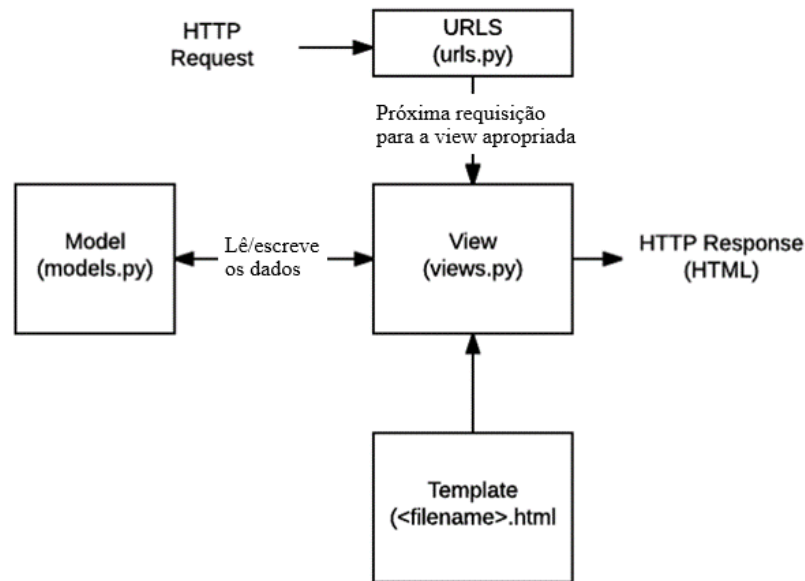 HTTP
Request
URLS
(urls.py)
Próxima requisição
para a view apropriada
Model
(models.py)
Lê/escreve
os dados
View
(views.py)
HTTP Response
(HTML)
Template
(<filename>.html